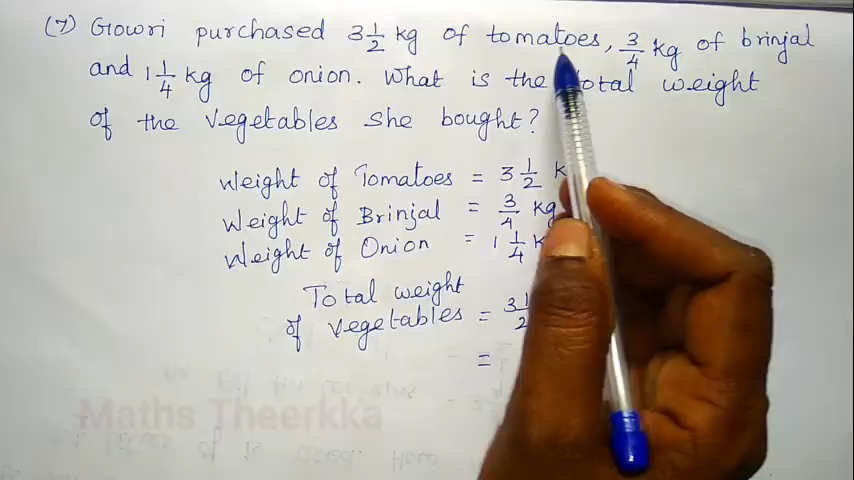 (7) Gowri purchased 3 1/2 kg of tomatoes, 3/4 kg of brinjal
and 1 1/4 kg of onion. What is the total weight
of the vegetables she bought?
Weight of Tomatoes = 3 1/2 k
Weight of Brinjal = 3/4 kg
Weight of Onion = 1 1/4 k
Total weight
of vegetables = 3 1/2
=
Maths Theerkka